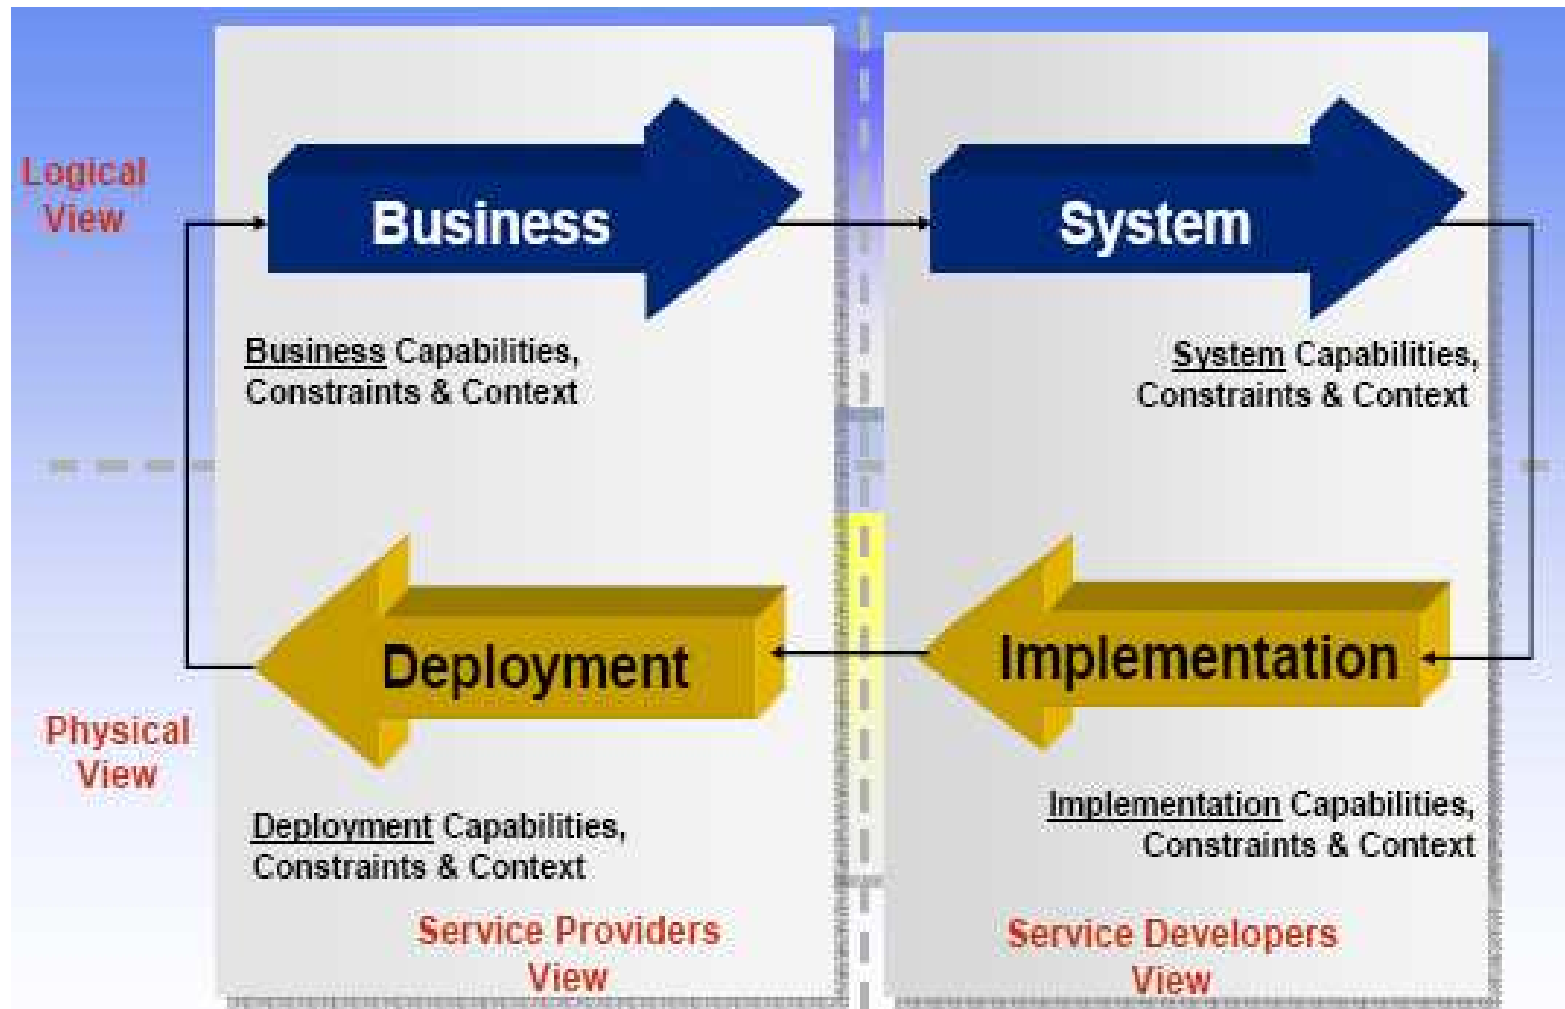 Logical
View
Business
System
Business Capabilities,
Constraints & Context
System Capabilities,
Constraints & Context
Deployment
Implementation
Physical
View
Deployment Capabilities,
Constraints & Context
Implementation Capabilities,
Constraints & Context
Service Providers
View
Service Developers
View